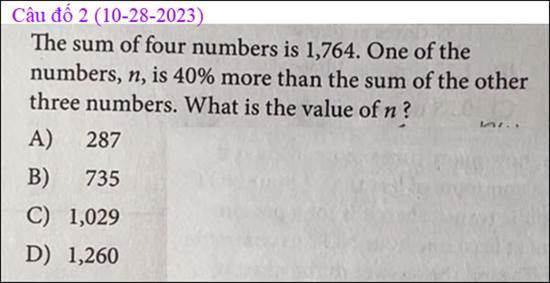 Câu đố 2 (10-28-2023)
The sum of four numbers is 1,764. One of the
numbers, n, is 40% more than the sum of the other
three numbers. What is the value of n ?
A) 287
B) 735
C) 1,029
D) 1,260